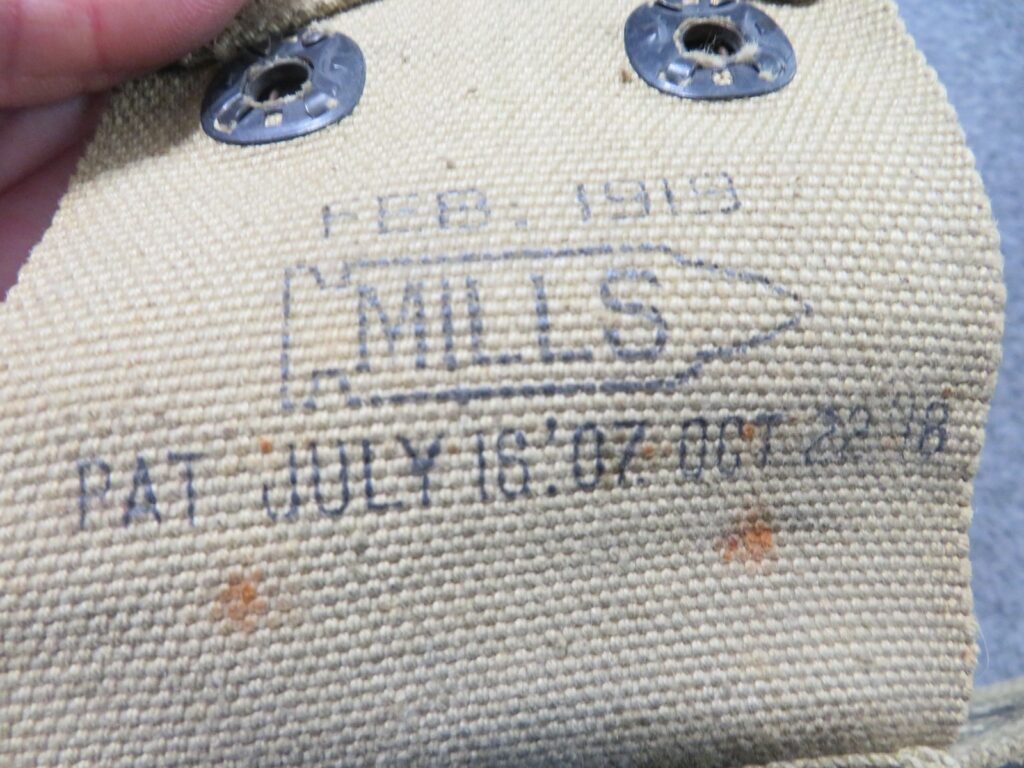 FEB. 1919
MILLS
PAT. JULY 16.'07. OCT 22 '18